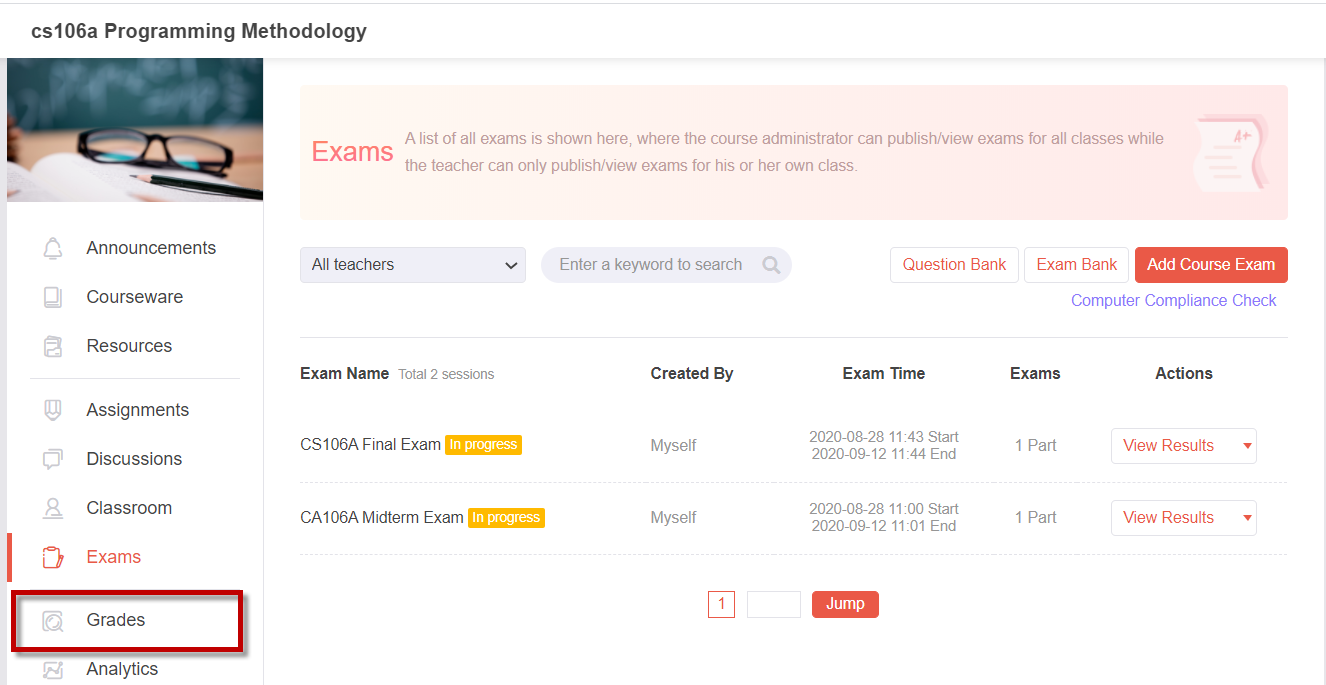 cs106a Programming Methodology
Announcements
Courseware
Resources
Assignments
Discussions
Classroom
Exams
Grades
Analytics
Exams
A list of all exams is shown here, where the course administrator can publish/view exams for all classes while
the teacher can only publish/view exams for his or her own class.
A+
All teachers
Enter a keyword to search
Question Bank
Exam Bank
Add Course Exam
Computer Compliance Check
Exam Name Total 2 sessions Created By Exam Time Exams Actions
CS106A Final Exam In progress Myself 2020-08-28 11:43 Start 1 Part View Results
2020-09-12 11:44 End
CA106A Midterm Exam In progress Myself 2020-08-28 11:00 Start 1 Part View Results
2020-09-12 11:01 End
1 Jump